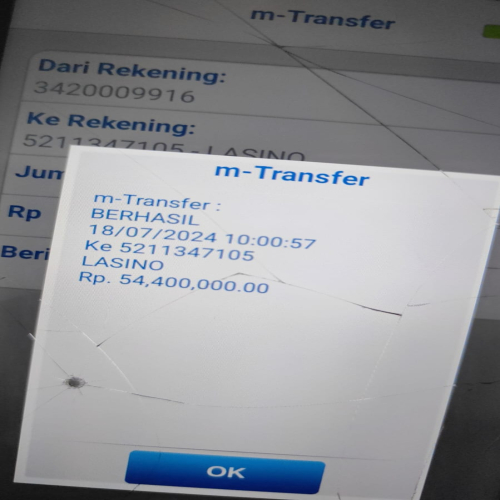 m-Transfer
Dari Rekening:
3420009916
Ke Rekening:
5211347105 - LASINO
Jum
Rp
Beri
m-Transfer
m-Transfer :
BERHASIL
18/07/2024 10:00:57
Ke 5211347105
LASINO
Rp. 54,400,000.00
OK